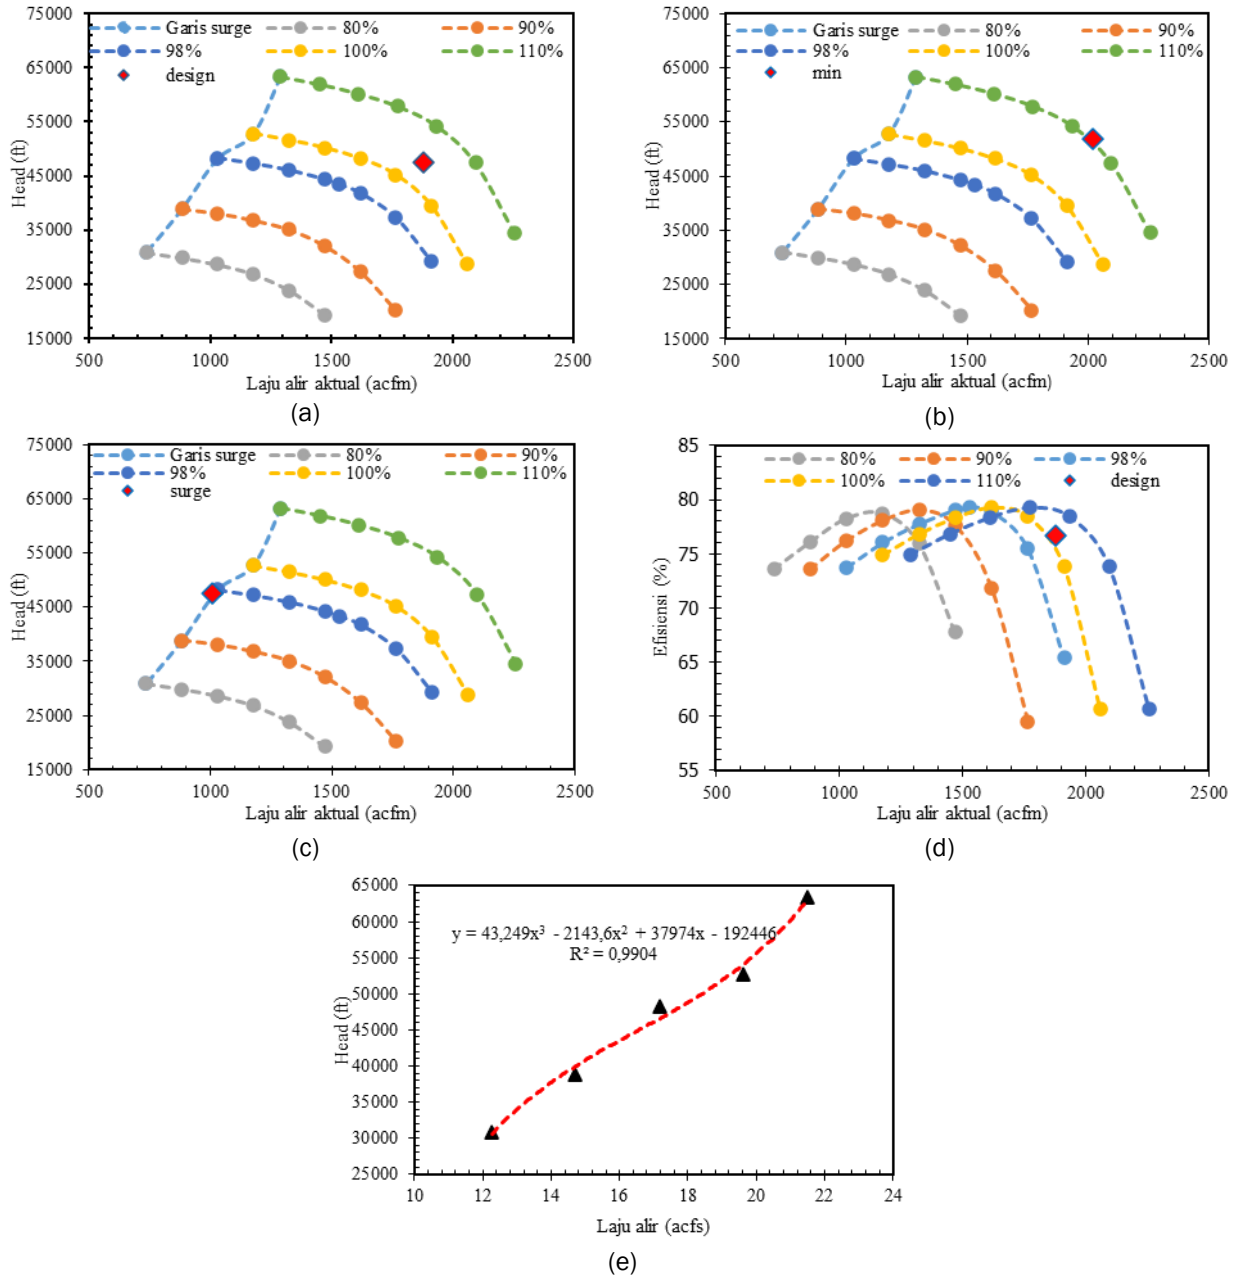 75000
65000
55000
45000
35000
25000
15000
Head (ft)
Garis surge 80% 90%
98% 100% 110%
design
500 1000 1500 2000 2500
Laju alir aktual (acfm)
(a)
75000
65000
55000
45000
35000
25000
15000
Head (ft)
Garis surge 80% 90%
98% 100% 110%
min
500 1000 1500 2000 2500
Laju alir aktual (acfm)
(b)
75000
65000
55000
45000
35000
25000
15000
Head (ft)
Garis surge 80% 90%
98% 100% 110%
surge
500 1000 1500 2000 2500
Laju alir aktual (acfm)
(c)
85
80
75
70
65
60
55
Efisiensi (%)
80% 90% 98%
100% 110% design
500 1000 1500 2000 2500
Laju alir aktual (acfm)
(d)
65000
60000
55000
50000
45000
40000
35000
30000
25000
Head (ft)
y = 43,249x³ - 2143,6x² + 37974x - 192446
R² = 0,9904
10 12 14 16 18 20 22 24
Laju alir (acfs)
(e)